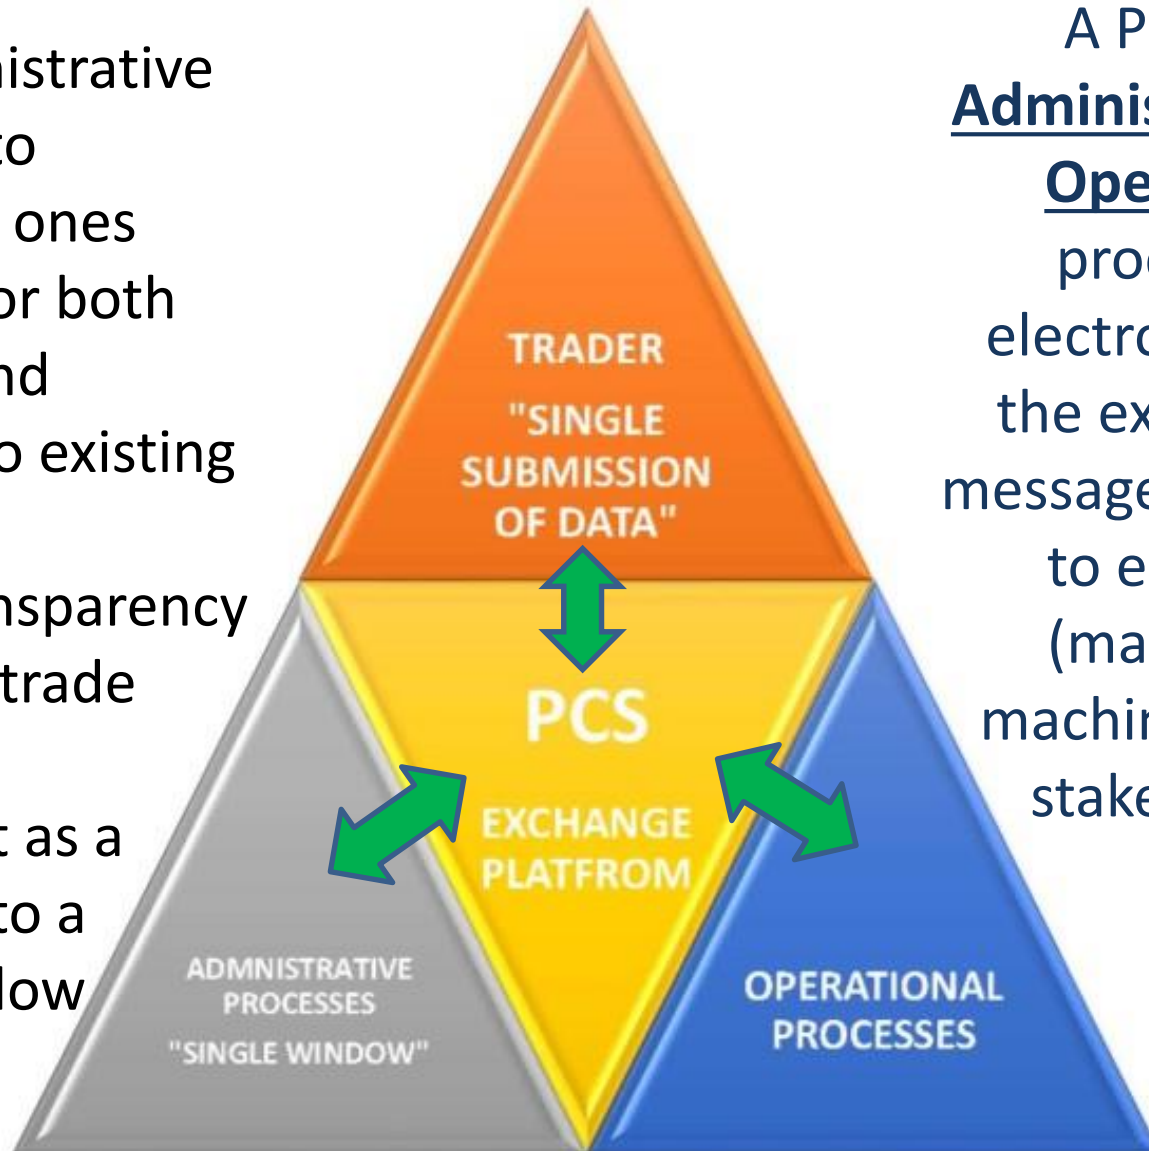 istrative
to
ones
or both
nd
o existing
nsparency
trade
t as a
to a
low
TRADER
"SINGLE
SUBMISSION
OF DATA"
PCS
EXCHANGE
PLATFROM
ADMNISTRATIVE
PROCESSES
"SINGLE WINDOW"
OPERATIONAL
PROCESSES
A P
Adminis
Ope
pro
electro
the ex
message
to e
(ma
machin
stake